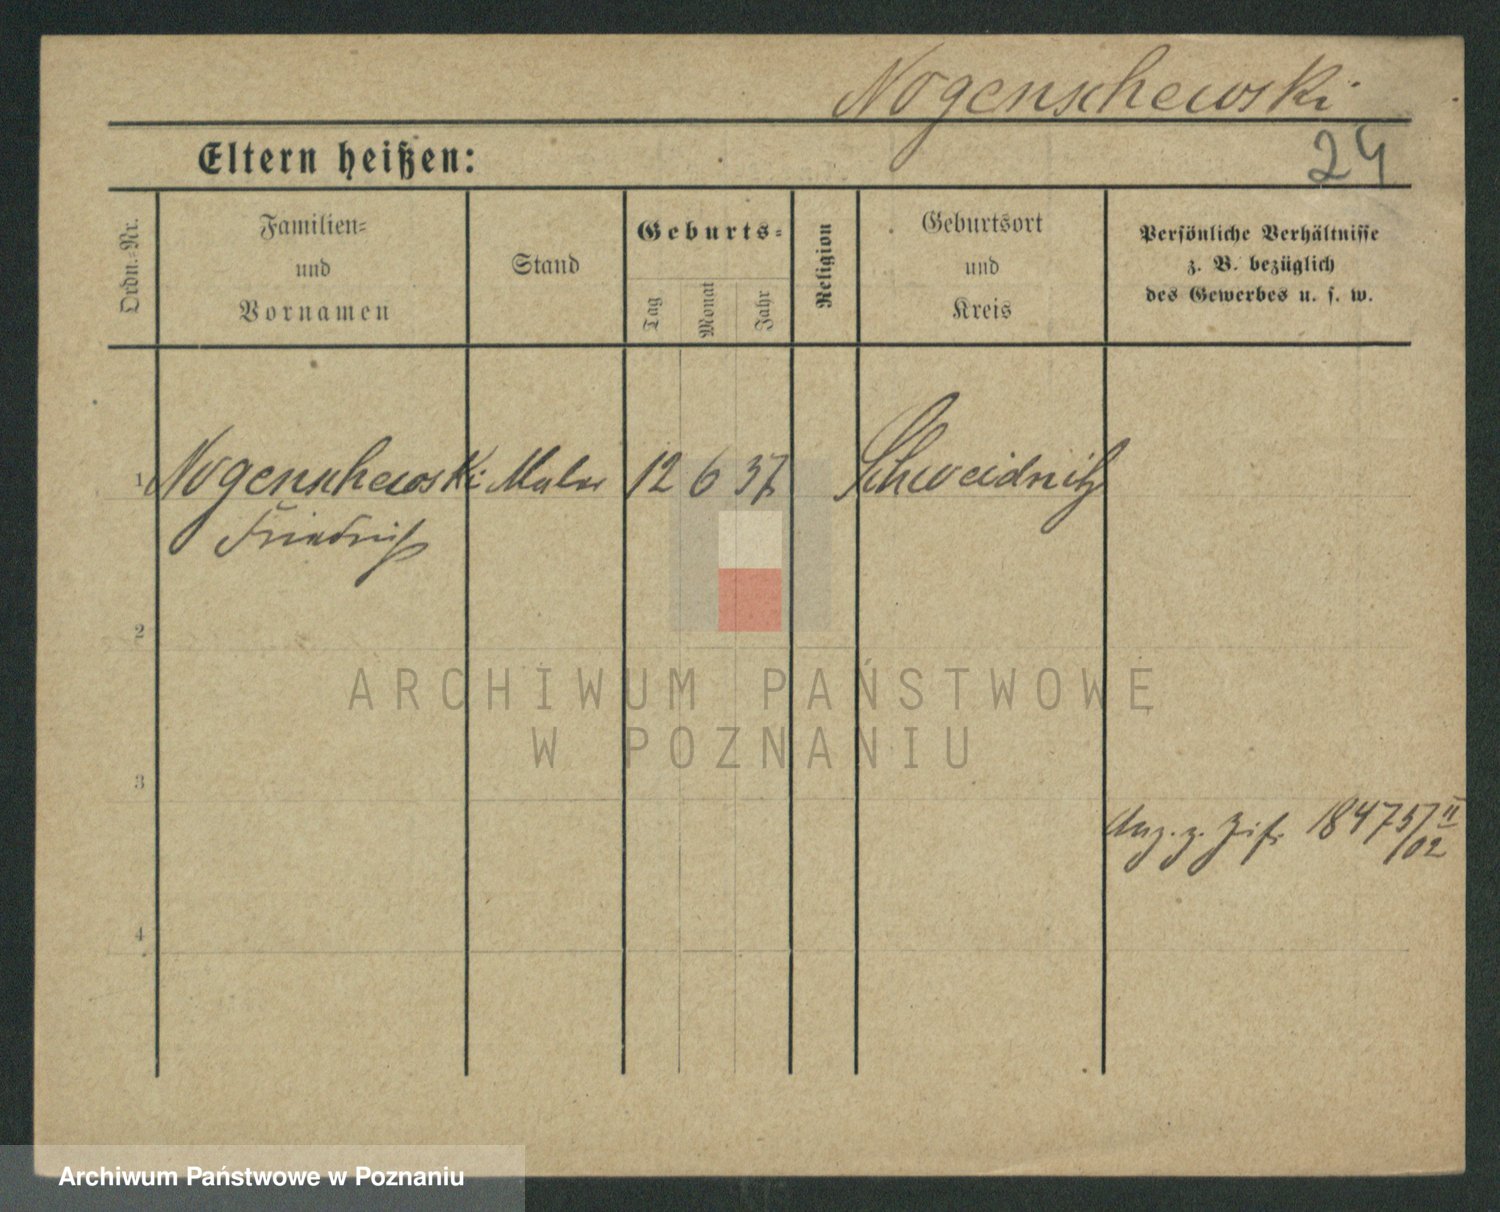 Nogenschewski
24
Eltern heißen:
Ordn.-Nr.
Familien-
und
Vornamen
Stand
Geburts-
Tag
Monat
Jahr
Religion
Geburtsort
und
Kreis
Persönliche Verhältnisse
z. B. bezüglich
des Gewerbes u. s. w.
1 Nogenschewski Maler 12 6 37 Schweidnitz
Friedrich
2
ARCHIWUM PAŃSTWOWE
W POZNANIU
3
18475 II/02
4
Archiwum Państwowe w Poznaniu